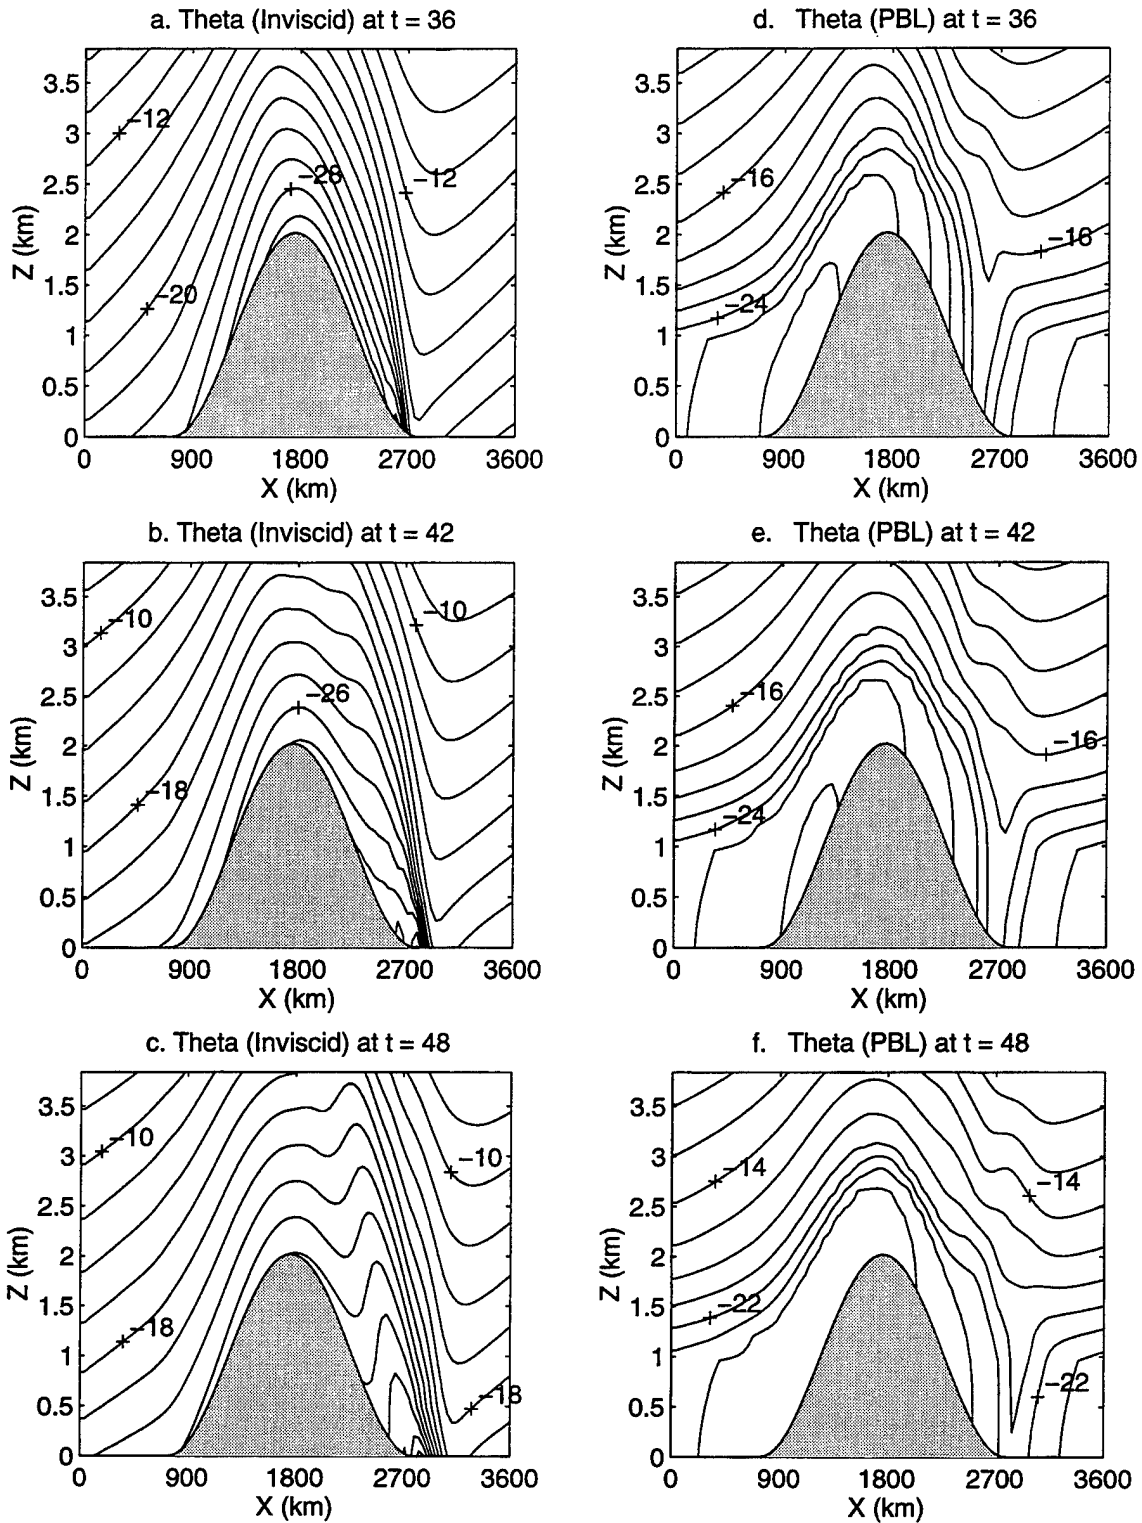 a. Theta (Inviscid) at t = 36
3.5
3
2.5
2
1.5
1
0.5
0
Z (km)
−12
−28
−12
−20
0 900 1800 2700 3600
X (km)
d. Theta (PBL) at t = 36
3.5
3
2.5
2
1.5
1
0.5
0
Z (km)
−16
−16
−24
0 900 1800 2700 3600
X (km)
b. Theta (Inviscid) at t = 42
3.5
3
2.5
2
1.5
1
0.5
0
Z (km)
−10
−10
−26
−18
0 900 1800 2700 3600
X (km)
e. Theta (PBL) at t = 42
3.5
3
2.5
2
1.5
1
0.5
0
Z (km)
−16
−16
−24
0 900 1800 2700 3600
X (km)
c. Theta (Inviscid) at t = 48
3.5
3
2.5
2
1.5
1
0.5
0
Z (km)
−10
−10
−18
−18
0 900 1800 2700 3600
X (km)
f. Theta (PBL) at t = 48
3.5
3
2.5
2
1.5
1
0.5
0
Z (km)
−14
−14
−22
−22
0 900 1800 2700 3600
X (km)